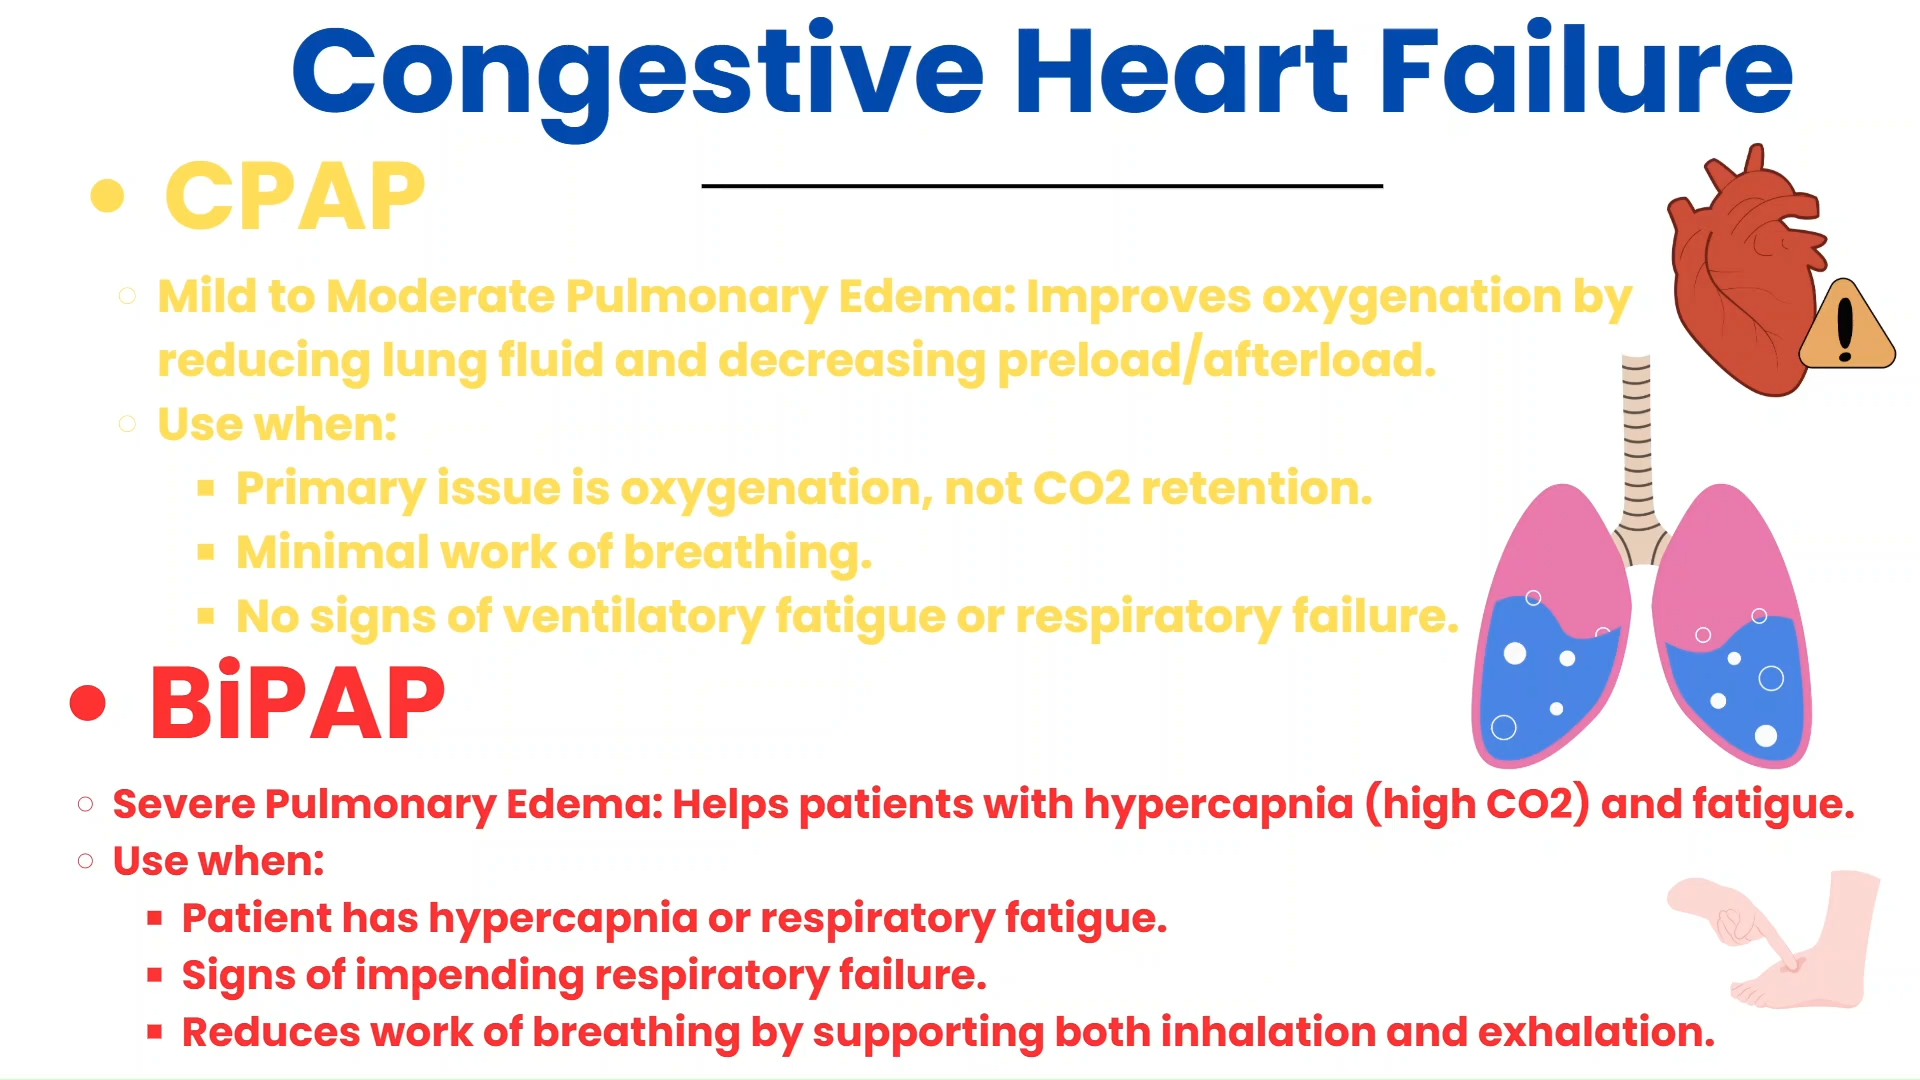 Congestive Heart Failure
• CPAP
○ Mild to Moderate Pulmonary Edema: Improves oxygenation by
reducing lung fluid and decreasing preload/afterload.
○ Use when:
▪ Primary issue is oxygenation, not CO2 retention.
▪ Minimal work of breathing.
▪ No signs of ventilatory fatigue or respiratory failure.
• BiPAP
○ Severe Pulmonary Edema: Helps patients with hypercapnia (high CO2) and fatigue.
○ Use when:
▪ Patient has hypercapnia or respiratory fatigue.
▪ Signs of impending respiratory failure.
▪ Reduces work of breathing by supporting both inhalation and exhalation.